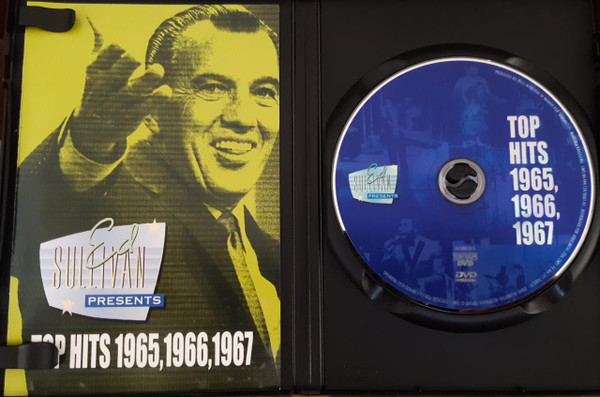 Ed
SULLIVAN
PRESENTS
TOP HITS 1965,1966,1967
Ed
SULLIVAN
PRESENTS
TOP
HITS
1965,
1966,
1967
DVD